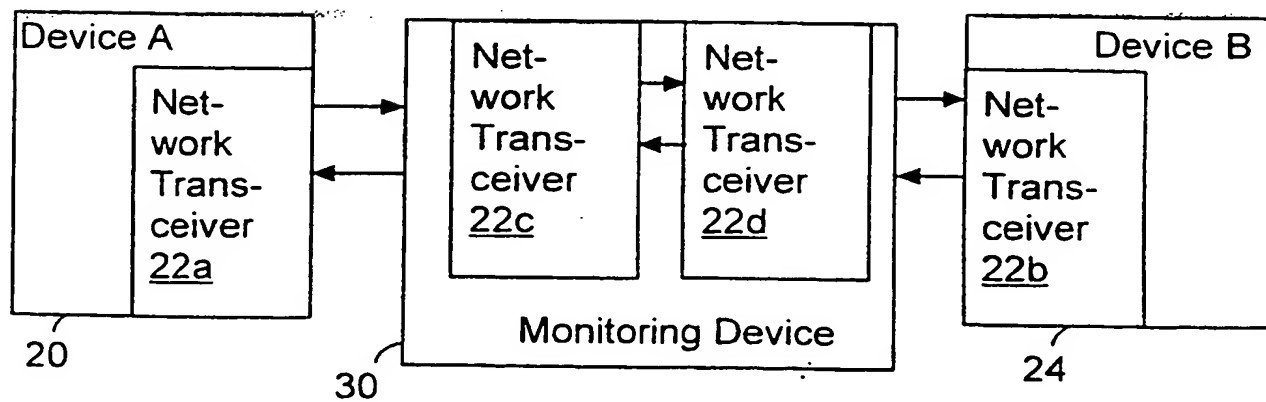 Device A
Net-
work
Trans-
ceiver
22a
20
Net-
work
Trans-
ceiver
22c
Net-
work
Trans-
ceiver
22d
Monitoring Device
30
Device B
Net-
work
Trans-
ceiver
22b
24